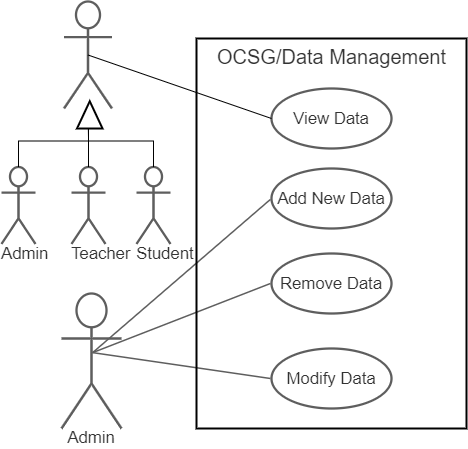 OCSG/Data Management
View Data
Add New Data
Admin
Teacher
Student
Remove Data
Modify Data
Admin